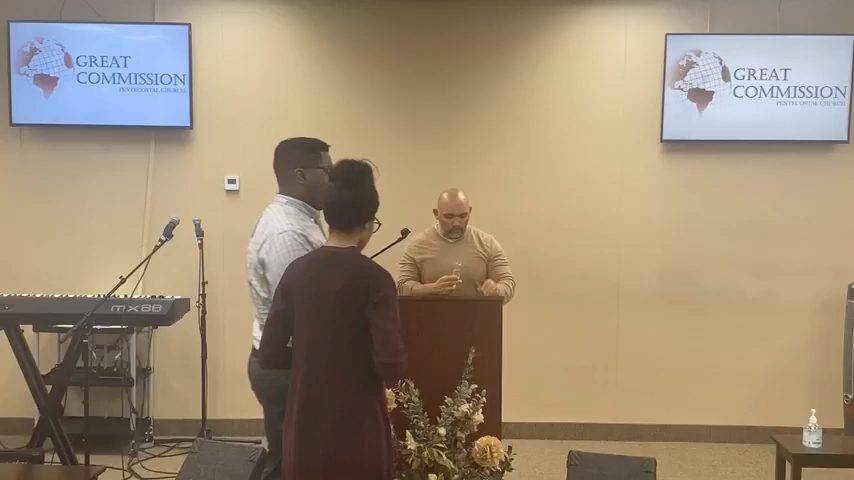 GREAT
COMMISSION
PENTECOSTAL CHURCH
GREAT
COMMISSION
PENTECOSTAL CHURCH
MX88